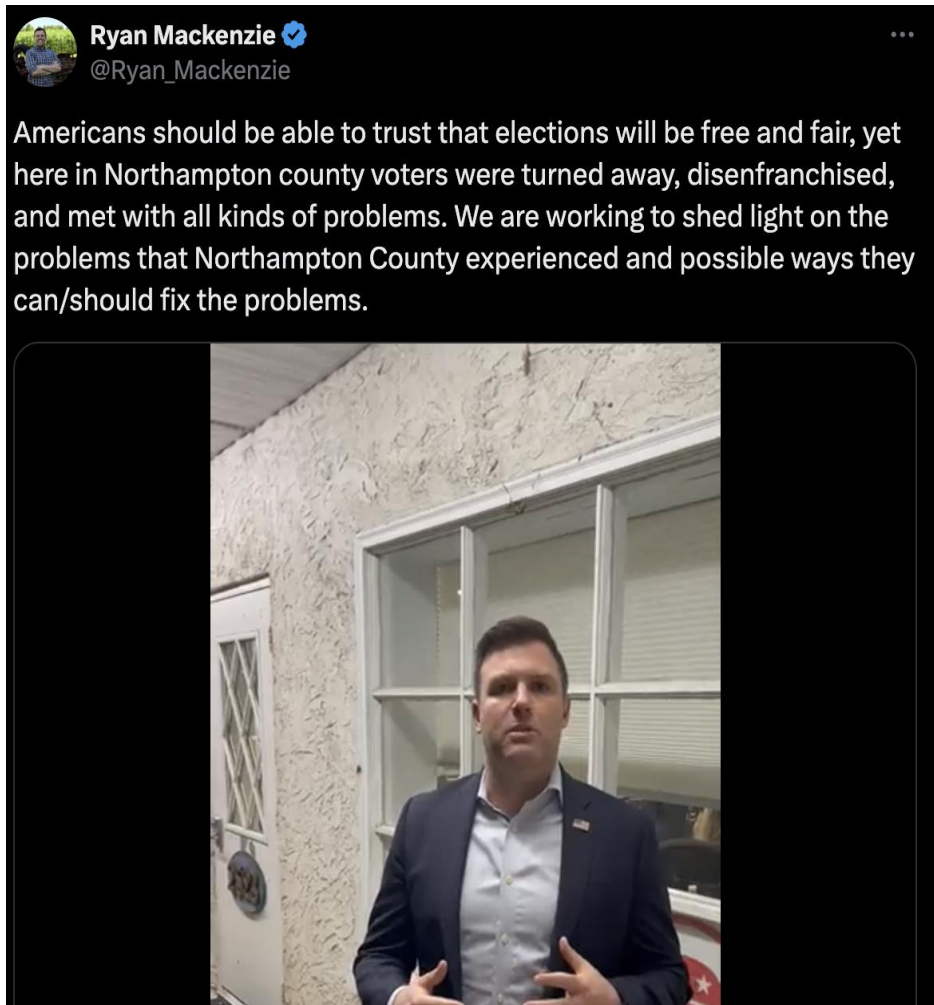 Ryan Mackenzie
@Ryan_Mackenzie
Americans should be able to trust that elections will be free and fair, yet
here in Northampton county voters were turned away, disenfranchised,
and met with all kinds of problems. We are working to shed light on the
problems that Northampton County experienced and possible ways they
can/should fix the problems.